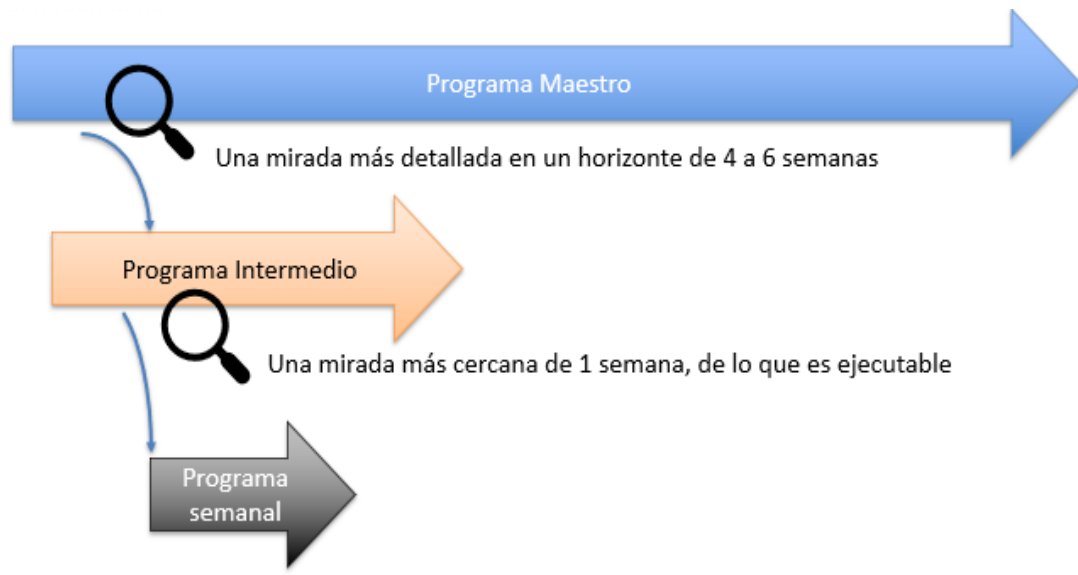 Programa Maestro
Una mirada más detallada en un horizonte de 4 a 6 semanas
Programa Intermedio
Una mirada más cercana de 1 semana, de lo que es ejecutable
Programa
semanal